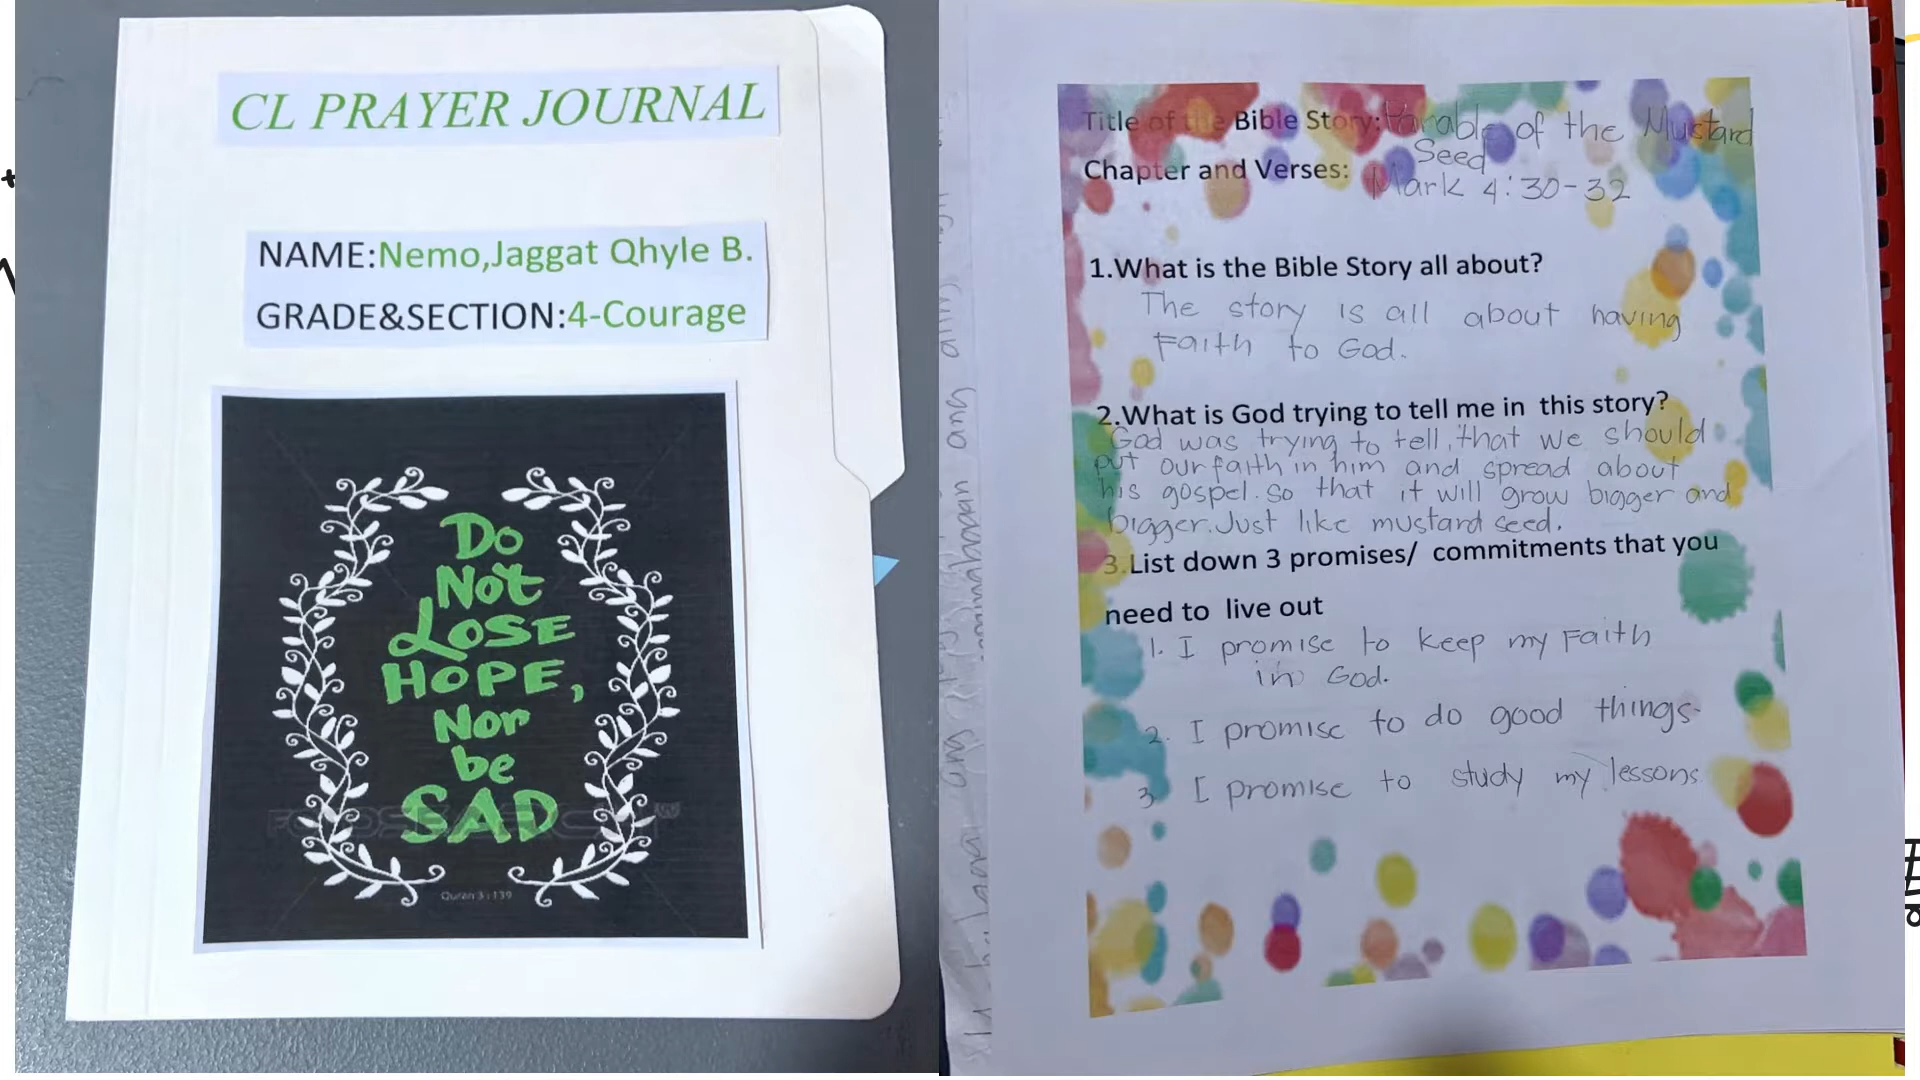 CL PRAYER JOURNAL
NAME:Nemo,Jaggat Qhyle B.
GRADE&SECTION:4-Courage
Do
Not
LOSE
HOPE,
Nor
be
SAD
Quran 3:139
Title of the Bible Story: Parable of the Mustard
Seed
Chapter and Verses: Mark 4:30-32
1.What is the Bible Story all about?
The story is all about having
Faith to God.
2.What is God trying to tell me in this story?
God was trying to tell, that we should
put our faith in him and spread about
his gospel. so that it will grow bigger and
bigger. Just like mustard seed.
3.List down 3 promises/ commitments that you
need to live out
1. I promise to keep my Faith
in God.
2. I promise to do good things.
3 I promise to study my lessons